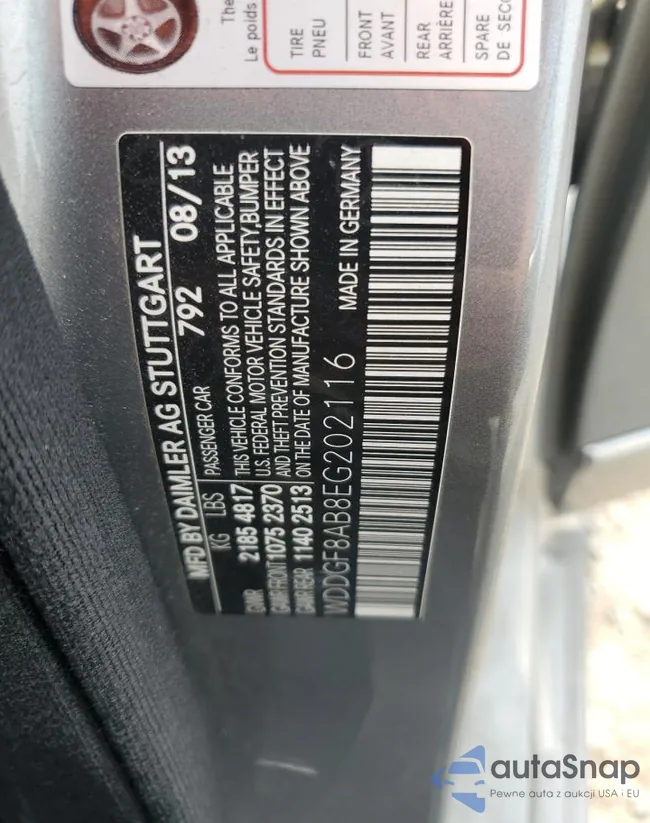 The
Le poids
TIRE
PNEU
FRONT
AVANT
REAR
ARRIÈRE
SPARE
DE SECO
MFD BY DAIMLER AG STUTTGART
792 08/13
KG LBS PASSENGER CAR
GVWR 2185 4817 THIS VEHICLE CONFORMS TO ALL APPLICABLE
U.S. FEDERAL MOTOR VEHICLE SAFETY,BUMPER
GAWR FRONT 1075 2370 AND THEFT PREVENTION STANDARDS IN EFFECT
GAWR REAR 1140 2513 ON THE DATE OF MANUFACTURE SHOWN ABOVE
WDDGF8AB8EG202116 MADE IN GERMANY
autaSnap
Pewne auta z aukcji USA i EU